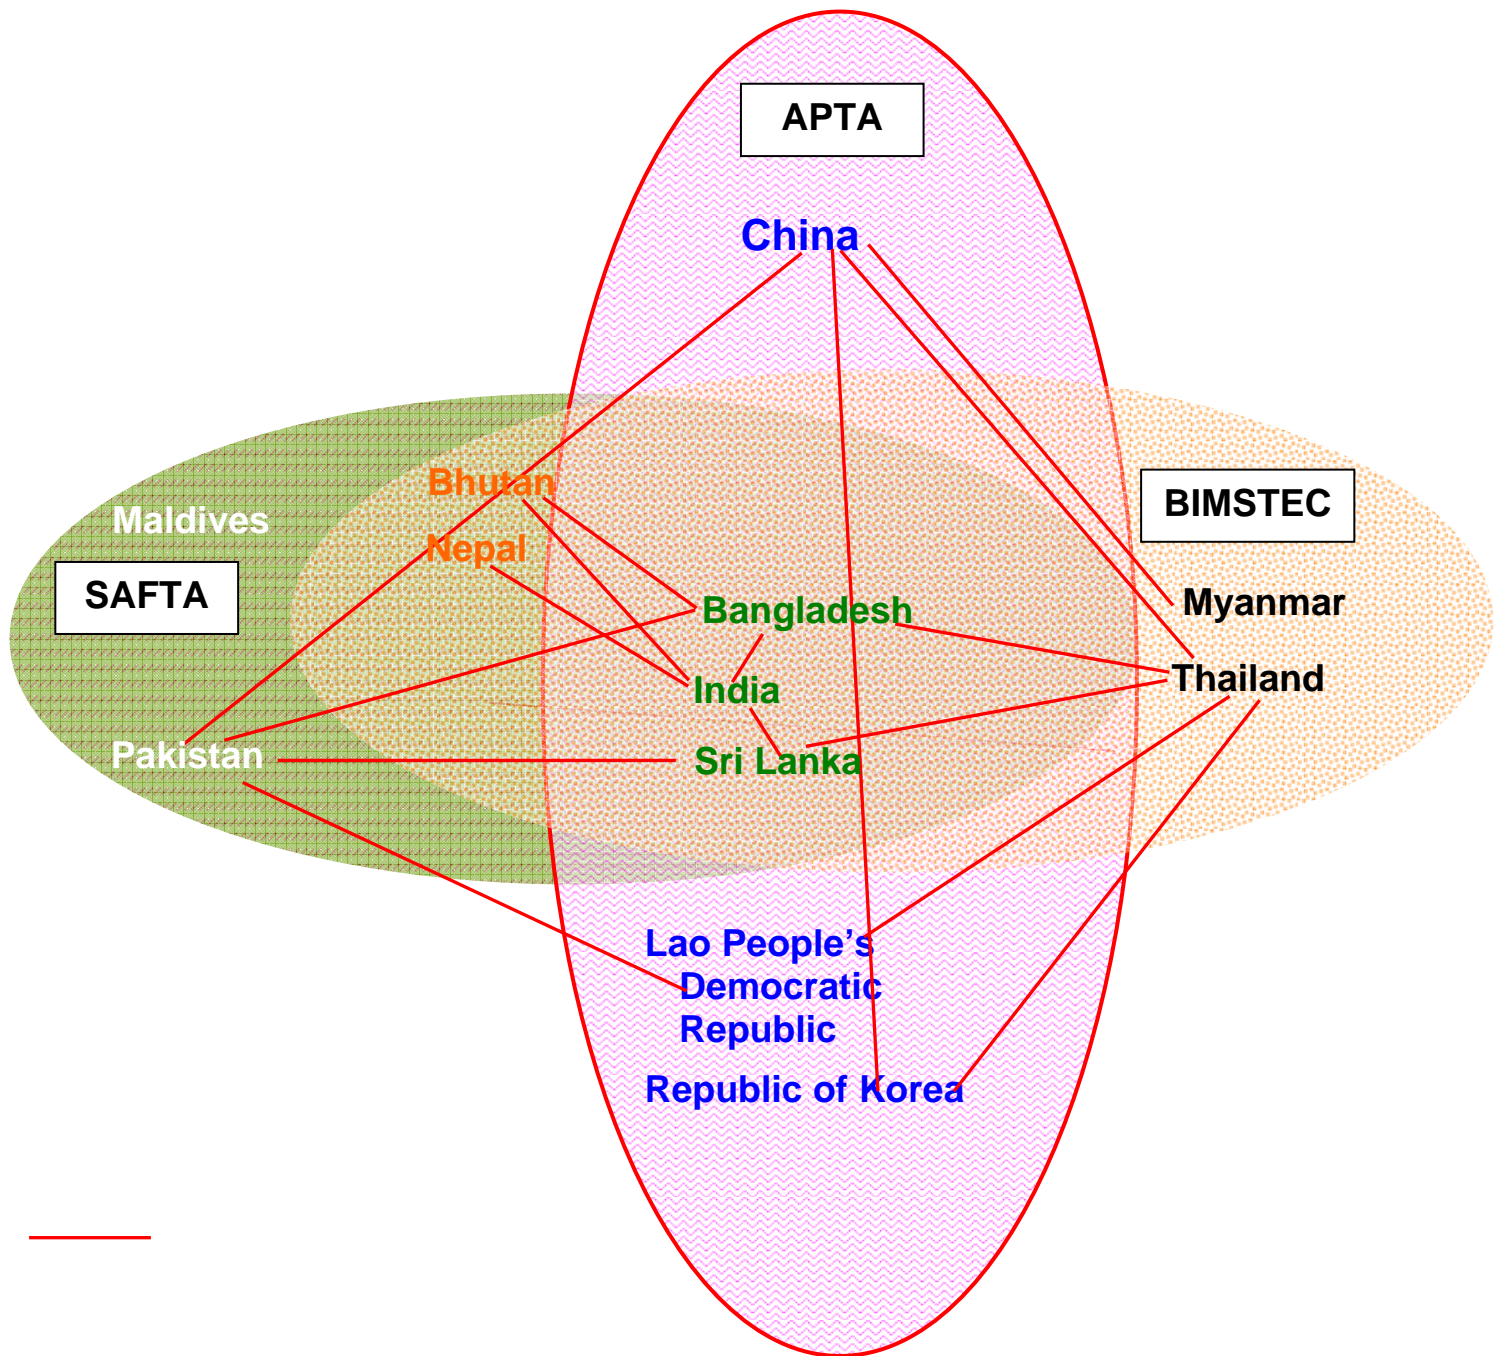 APTA
China
Bhutan
BIMSTEC
Maldives
Nepal
SAFTA
Myanmar
Bangladesh
Thailand
India
Pakistan
Sri Lanka
Lao People’s
Democratic
Republic
Republic of Korea